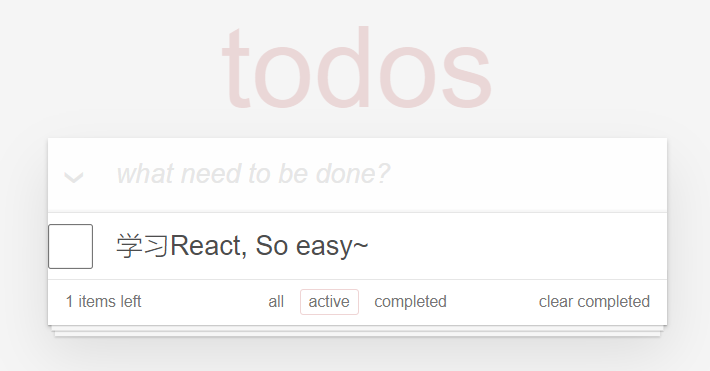 todos
what need to be done?
学习React, So easy~
1 items left all active completed clear completed